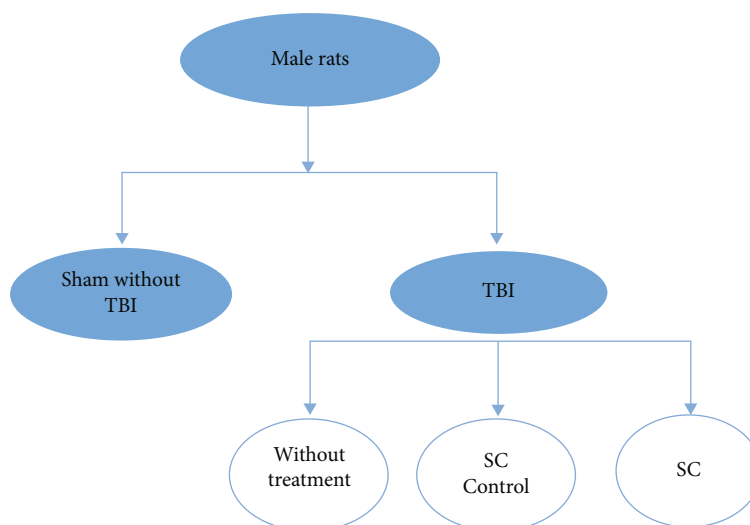 Male rats
Sham without
TBI
TBI
Without
treatment
SC
Control
SC